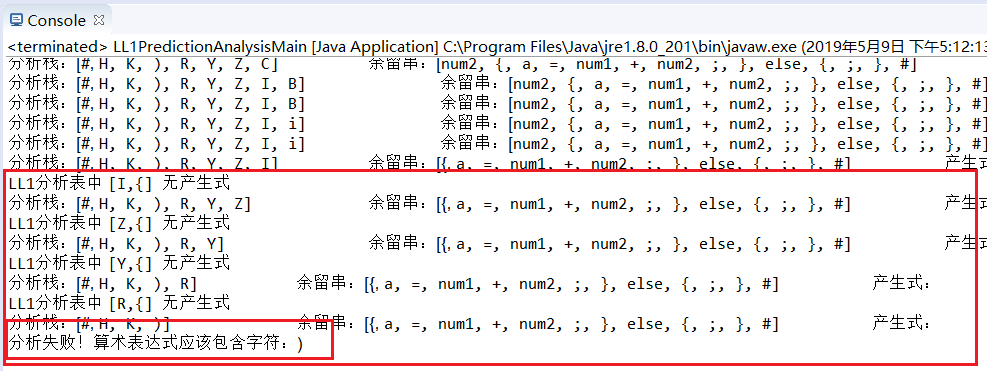 Console
<terminated> LL1PredictionAnalysisMain [Java Application] C:\Program Files\Java\jre1.8.0_201\bin\javaw.exe (2019年5月9日 下午5:12:13
分析栈：[#, H, K, ), R, Y, Z, C] 余留串：[num2, {, a, =, num1, +, num2, ;, }, else, {, ;, }, #]
分析栈：[#, H, K, ), R, Y, Z, I, B] 余留串：[num2, {, a, =, num1, +, num2, ;, }, else, {, ;, }, #]
分析栈：[#, H, K, ), R, Y, Z, I, B] 余留串：[num2, {, a, =, num1, +, num2, ;, }, else, {, ;, }, #]
分析栈：[#, H, K, ), R, Y, Z, I, i] 余留串：[num2, {, a, =, num1, +, num2, ;, }, else, {, ;, }, #]
分析栈：[#, H, K, ), R, Y, Z, I, i] 余留串：[num2, {, a, =, num1, +, num2, ;, }, else, {, ;, }, #]
分析栈：[#, H, K, ), R, Y, Z, I] 余留串：[{, a, =, num1, +, num2, ;, }, else, {, ;, }, #] 产生式
LL1分析表中 [I,{] 无产生式
分析栈：[#, H, K, ), R, Y, Z] 余留串：[{, a, =, num1, +, num2, ;, }, else, {, ;, }, #] 产生式
LL1分析表中 [Z,{] 无产生式
分析栈：[#, H, K, ), R, Y] 余留串：[{, a, =, num1, +, num2, ;, }, else, {, ;, }, #] 产生式
LL1分析表中 [Y,{] 无产生式
分析栈：[#, H, K, ), R] 余留串：[{, a, =, num1, +, num2, ;, }, else, {, ;, }, #] 产生式：
LL1分析表中 [R,{] 无产生式
分析栈：[#, H, K, )] 余留串：[{, a, =, num1, +, num2, ;, }, else, {, ;, }, #] 产生式：
分析失败！算术表达式应该包含字符：)